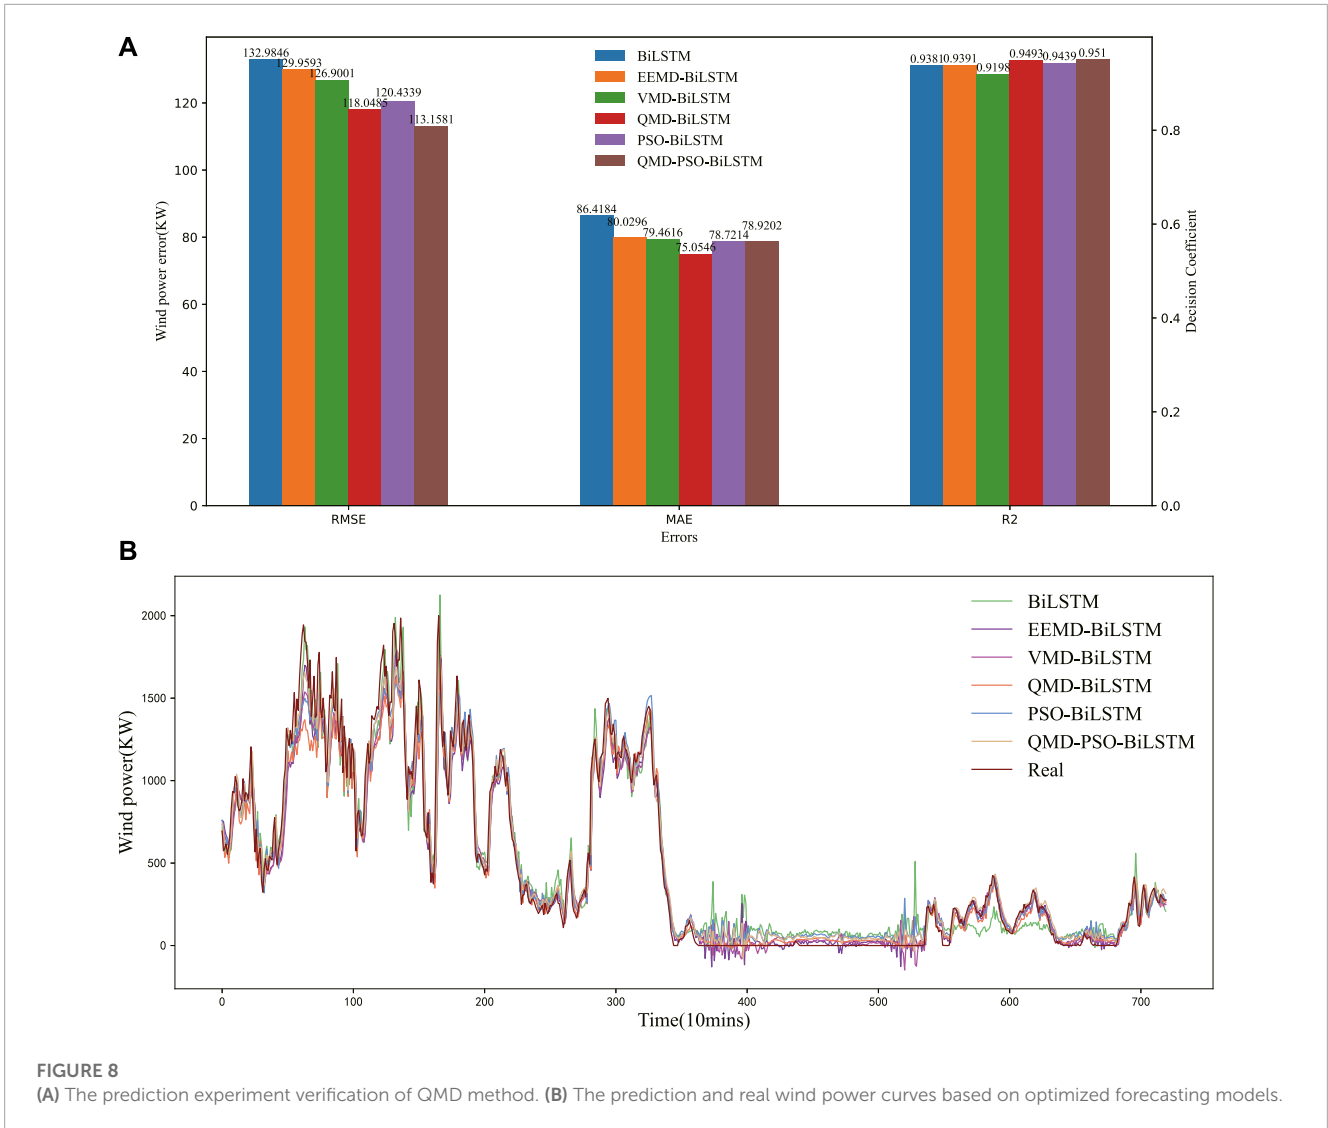 A
132.9846
129.9593
126.9001
118.0485
120.4339
113.1581
86.4184
80.0296
79.4616
75.0546
78.7214
78.9202
0.9381
0.9391
0.9198
0.9493
0.9439
0.951
BiLSTM
EEMD-BiLSTM
VMD-BiLSTM
QMD-BiLSTM
PSO-BiLSTM
QMD-PSO-BiLSTM
Wind power error(KW)
120
100
80
60
40
20
0
Decision Coefficient
0.8
0.6
0.4
0.2
0.0
RMSE
MAE
R2
Errors
B
Wind power(KW)
2000
1500
1000
500
0
BiLSTM
EEMD-BiLSTM
VMD-BiLSTM
QMD-BiLSTM
PSO-BiLSTM
QMD-PSO-BiLSTM
Real
0 100 200 300 400 500 600 700
Time(10mins)
FIGURE 8
(A) The prediction experiment verification of QMD method. (B) The prediction and real wind power curves based on optimized forecasting models.